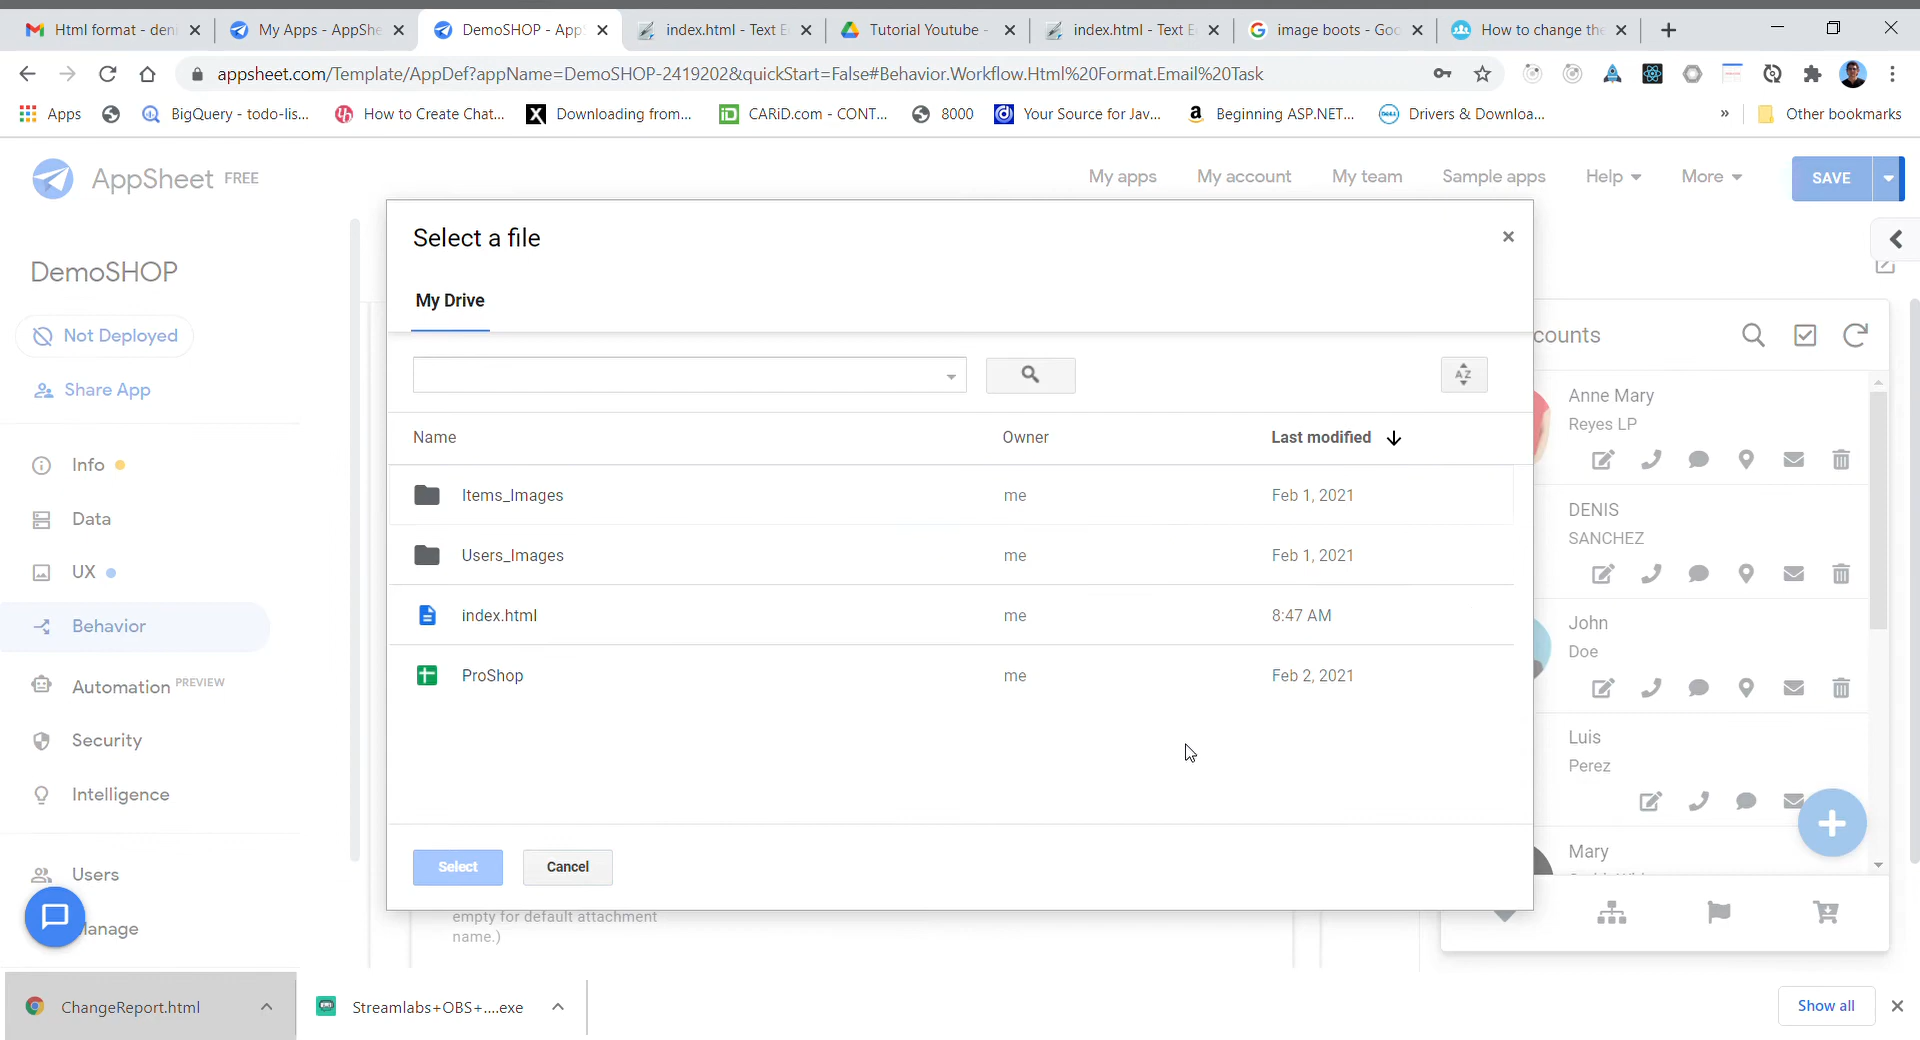 Html format - deni
My Apps - AppShe
DemoSHOP - App
index.html - Text E
Tutorial Youtube -
index.html - Text E
image boots - Goo
How to change the
appsheet.com/Template/AppDef?appName=DemoSHOP-2419202&quickStart=False#Behavior.Workflow.Html%20Format.Email%20Task
Apps
BigQuery - todo-lis...
How to Create Chat...
Downloading from...
CARiD.com - CONT...
8000
Your Source for Jav...
Beginning ASP.NET...
Drivers & Downloa...
»
Other bookmarks
AppSheet FREE
My apps
My account
My team
Sample apps
Help
More
SAVE
DemoSHOP
Not Deployed
Share App
Info
Data
UX
Behavior
Automation PREVIEW
Security
Intelligence
Users
Manage
Select a file
My Drive
AZ
Name
Owner
Last modified
Items_Images
me
Feb 1, 2021
Users_Images
me
Feb 1, 2021
index.html
me
8:47 AM
ProShop
me
Feb 2, 2021
Select
Cancel
empty for default attachment
name.)
counts
Anne Mary
Reyes LP
DENIS
SANCHEZ
John
Doe
Luis
Perez
Mary
ChangeReport.html
Streamlabs+OBS+....exe
Show all